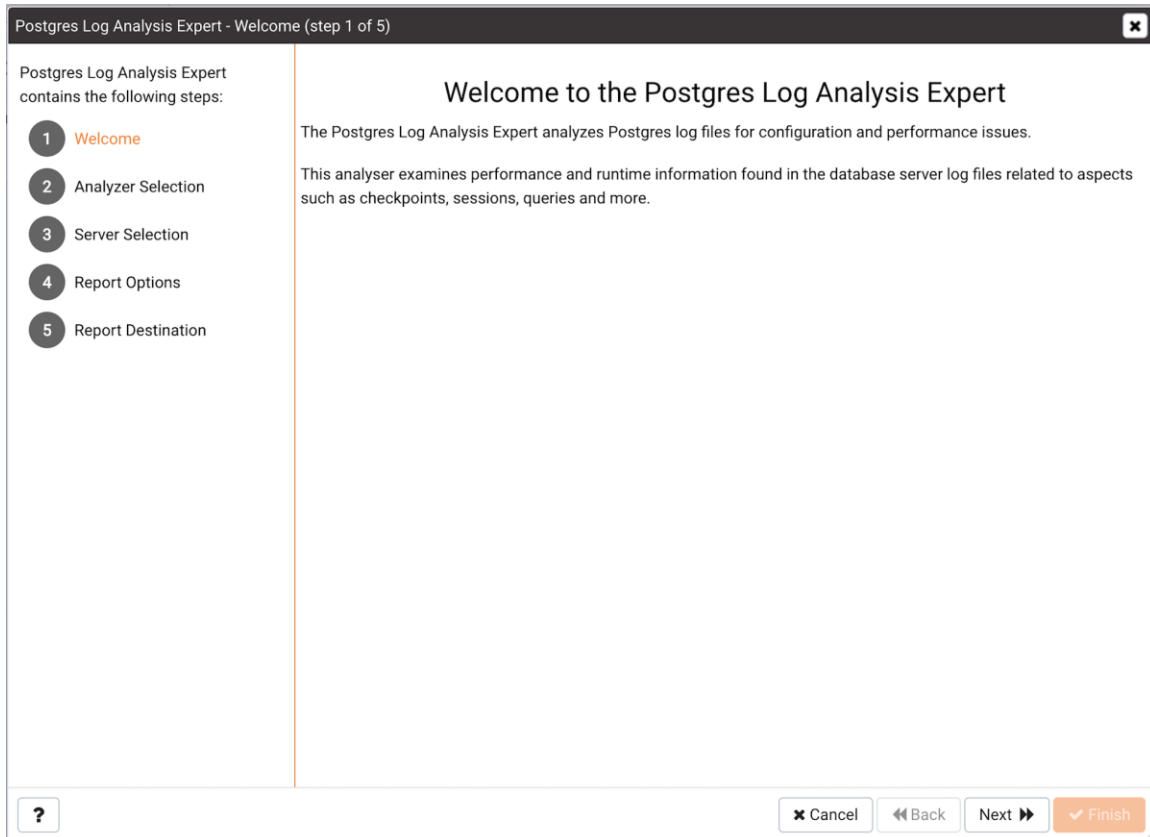 Postgres Log Analysis Expert - Welcome (step 1 of 5)
Postgres Log Analysis Expert
contains the following steps:
1 Welcome
2 Analyzer Selection
3 Server Selection
4 Report Options
5 Report Destination
Welcome to the Postgres Log Analysis Expert
The Postgres Log Analysis Expert analyzes Postgres log files for configuration and performance issues.
This analyser examines performance and runtime information found in the database server log files related to aspects
such as checkpoints, sessions, queries and more.
? Cancel Back Next Finish